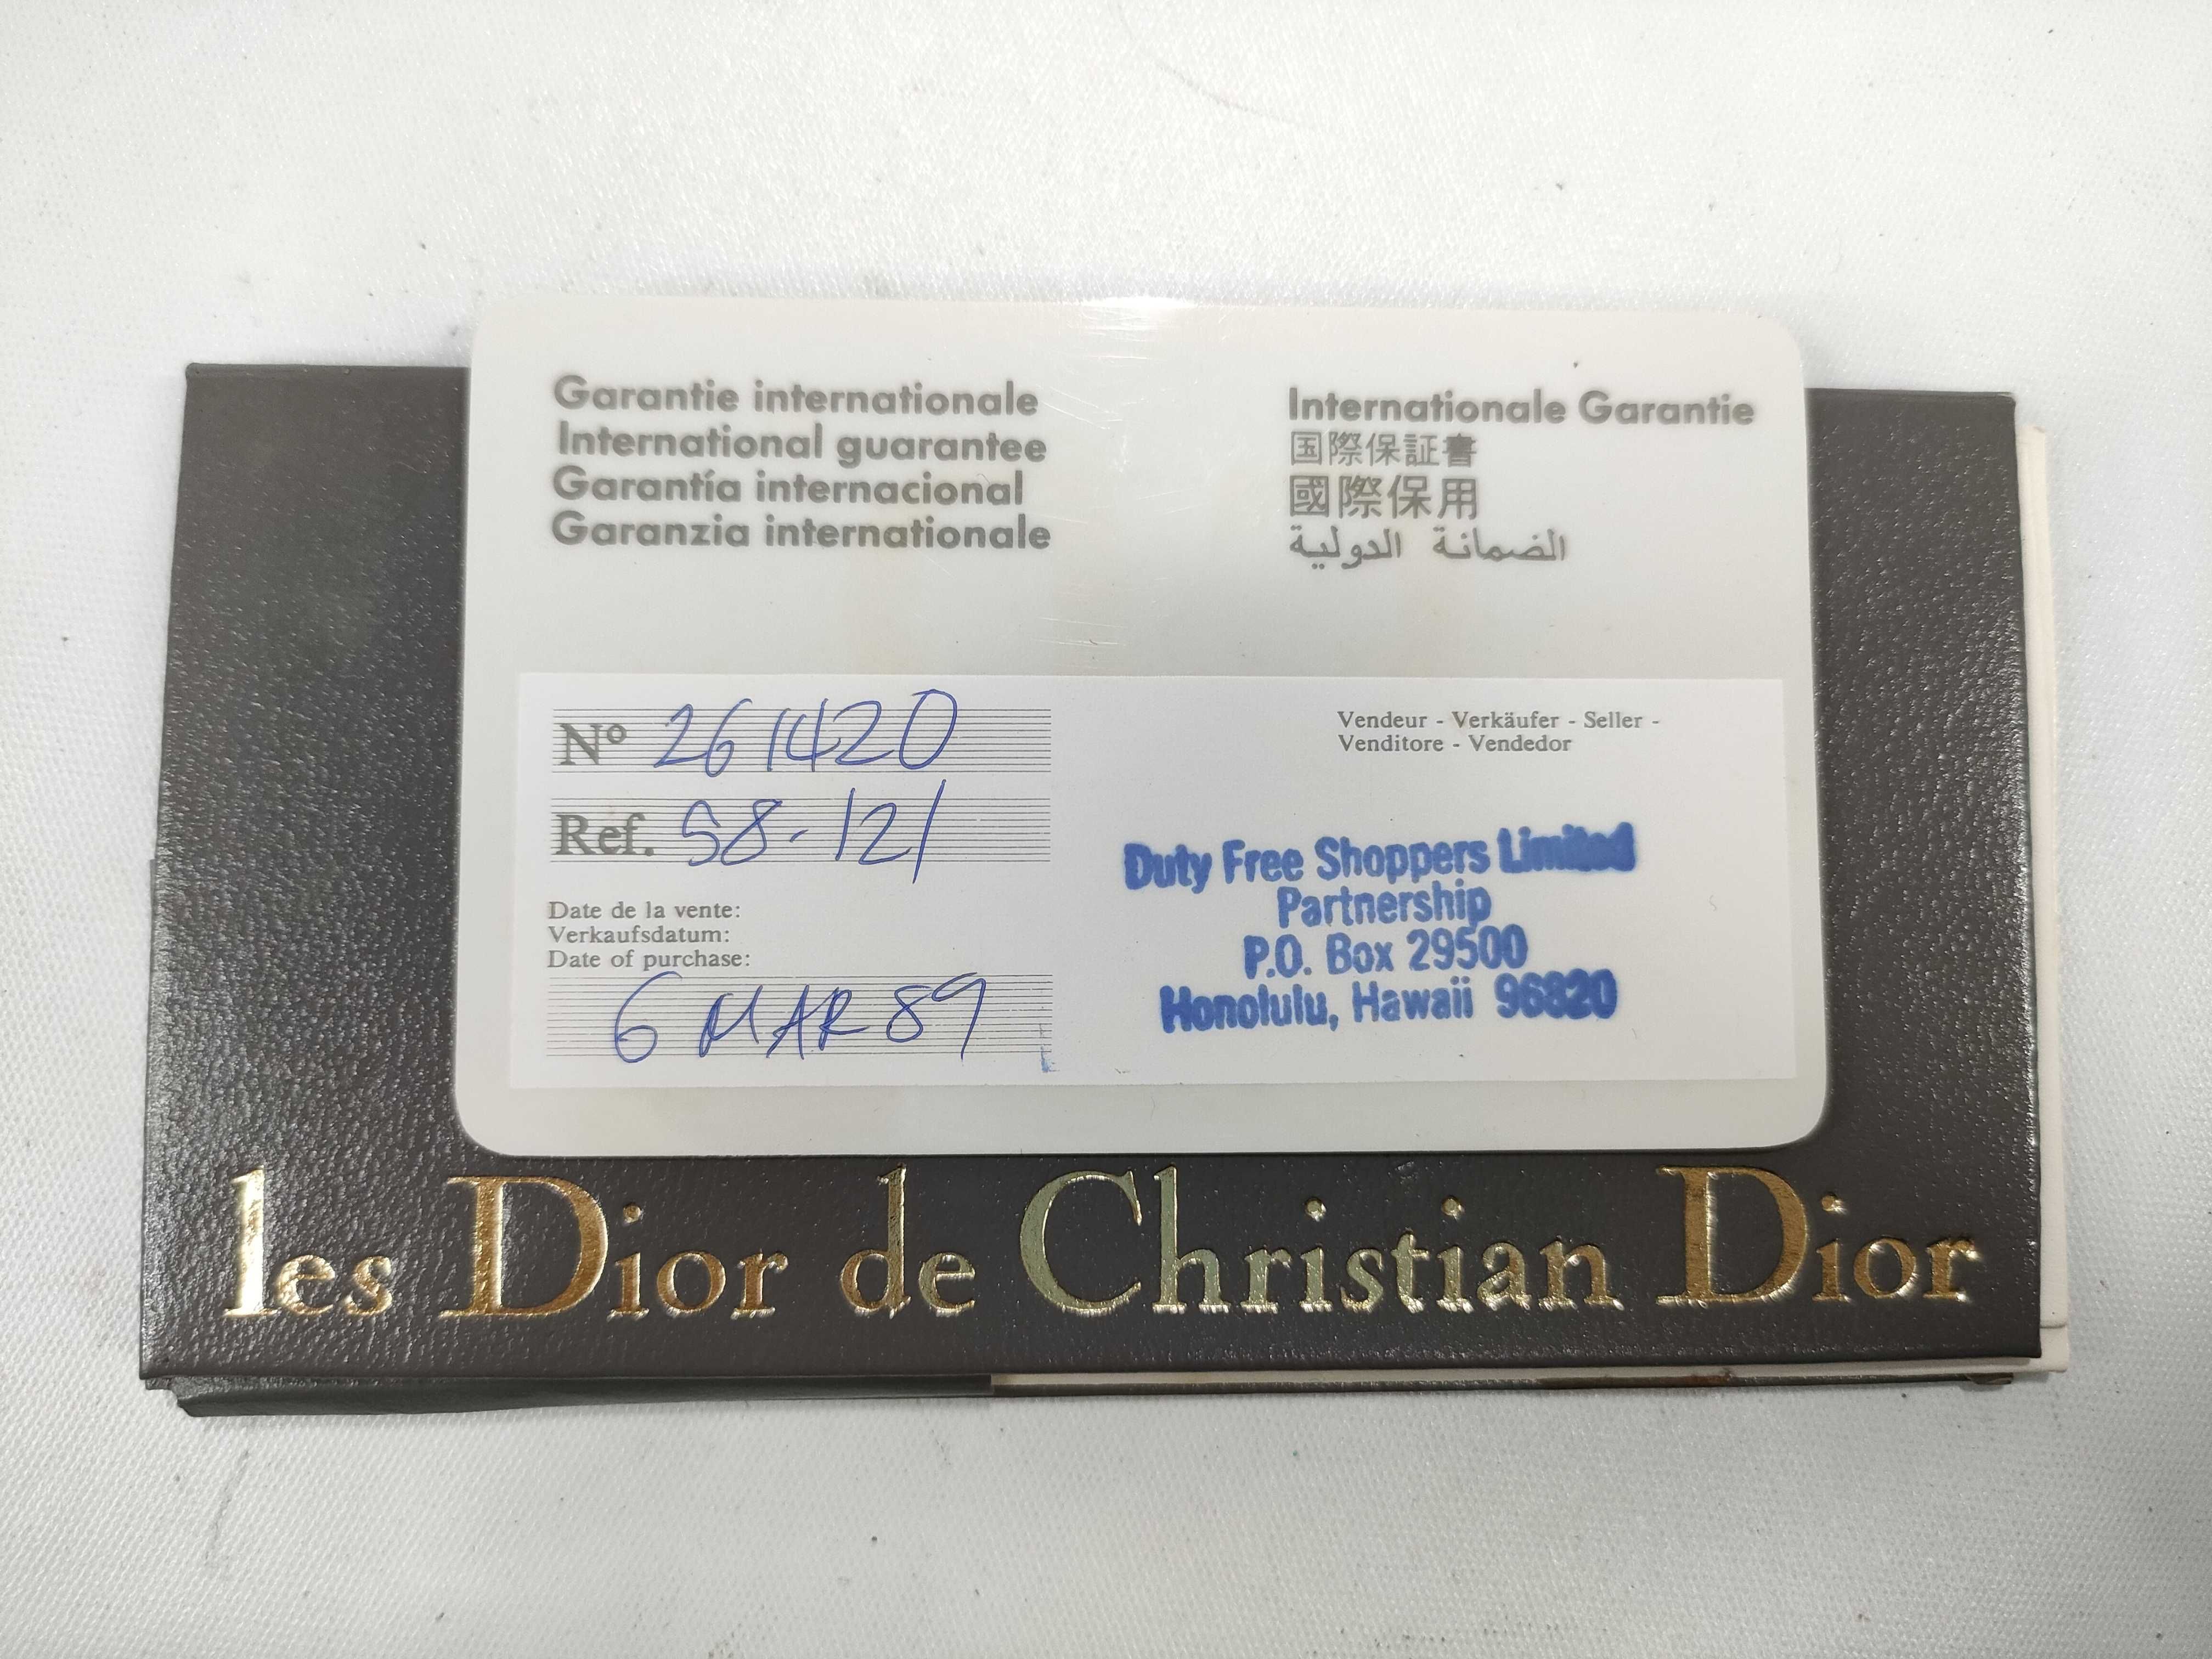 Garantie internationale
International guarantee
Garantía internacional
Garanzia internationale
Internationale Garantie
国際保証書
國際保用
الضمانة الدولية
Nº 261420
Ref. S8-121
Date de la vente:
Verkaufsdatum:
Date of purchase:
6 MAR 89
Vendeur - Verkäufer - Seller -
Venditore - Vendedor
Duty Free Shoppers Limited
Partnership
P.O. Box 29500
Honolulu, Hawaii 96820
les Dior de Christian Dior